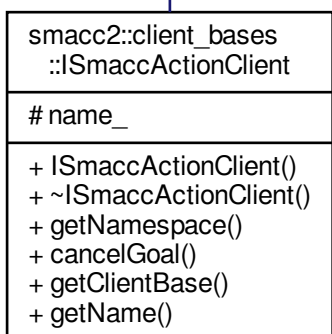 smacc2::client_bases
::ISmaccActionClient
# name_
+ ISmaccActionClient()
+ ~ISmaccActionClient()
+ getNamespace()
+ cancelGoal()
+ getClientBase()
+ getName()